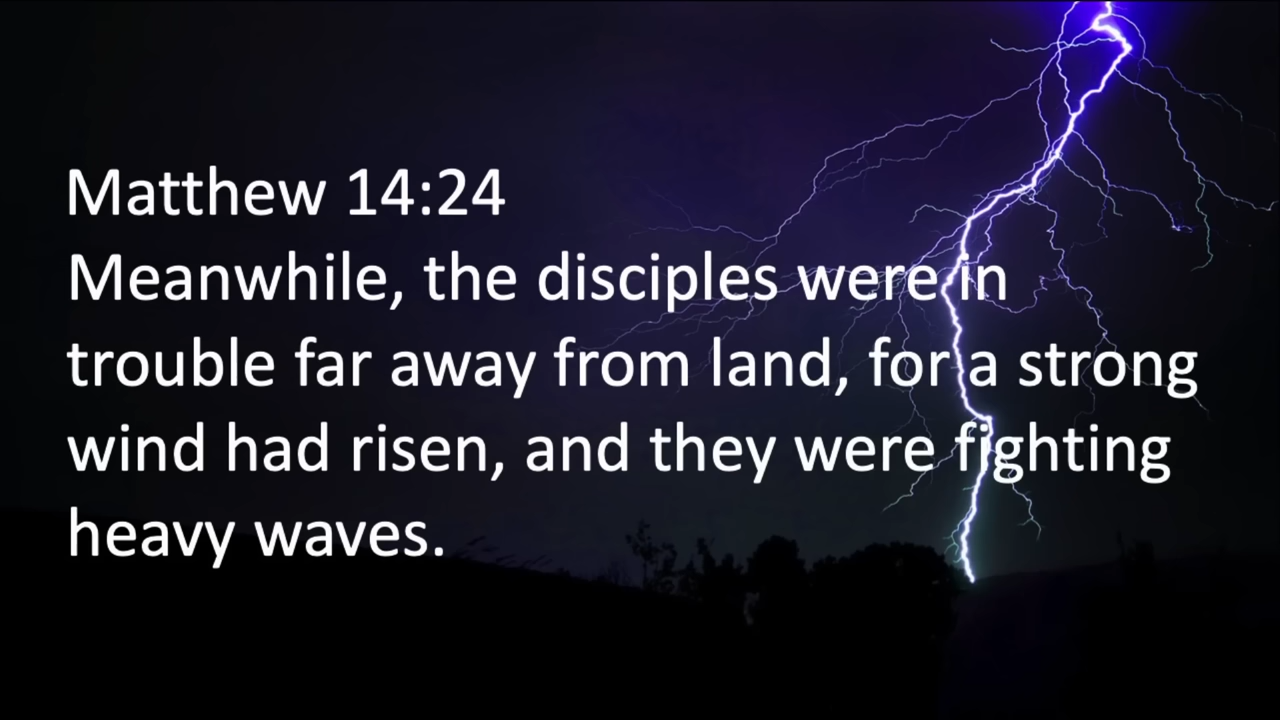 Matthew 14:24
Meanwhile, the disciples were in
trouble far away from land, for a strong
wind had risen, and they were fighting
heavy waves.